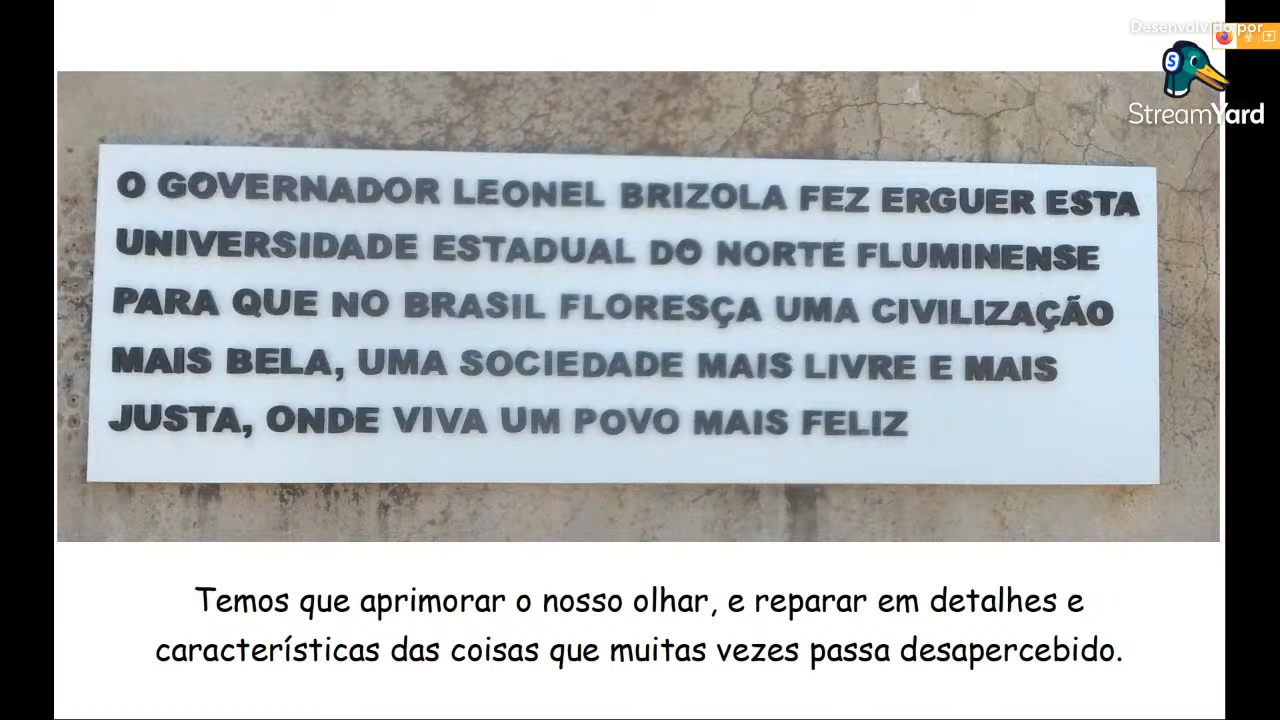 Desenvolvido por
StreamYard
O GOVERNADOR LEONEL BRIZOLA FEZ ERGUER ESTA
UNIVERSIDADE ESTADUAL DO NORTE FLUMINENSE
PARA QUE NO BRASIL FLORESÇA UMA CIVILIZAÇÃO
MAIS BELA, UMA SOCIEDADE MAIS LIVRE E MAIS
JUSTA, ONDE VIVA UM POVO MAIS FELIZ
Temos que aprimorar o nosso olhar, e reparar em detalhes e
características das coisas que muitas vezes passa desapercebido.